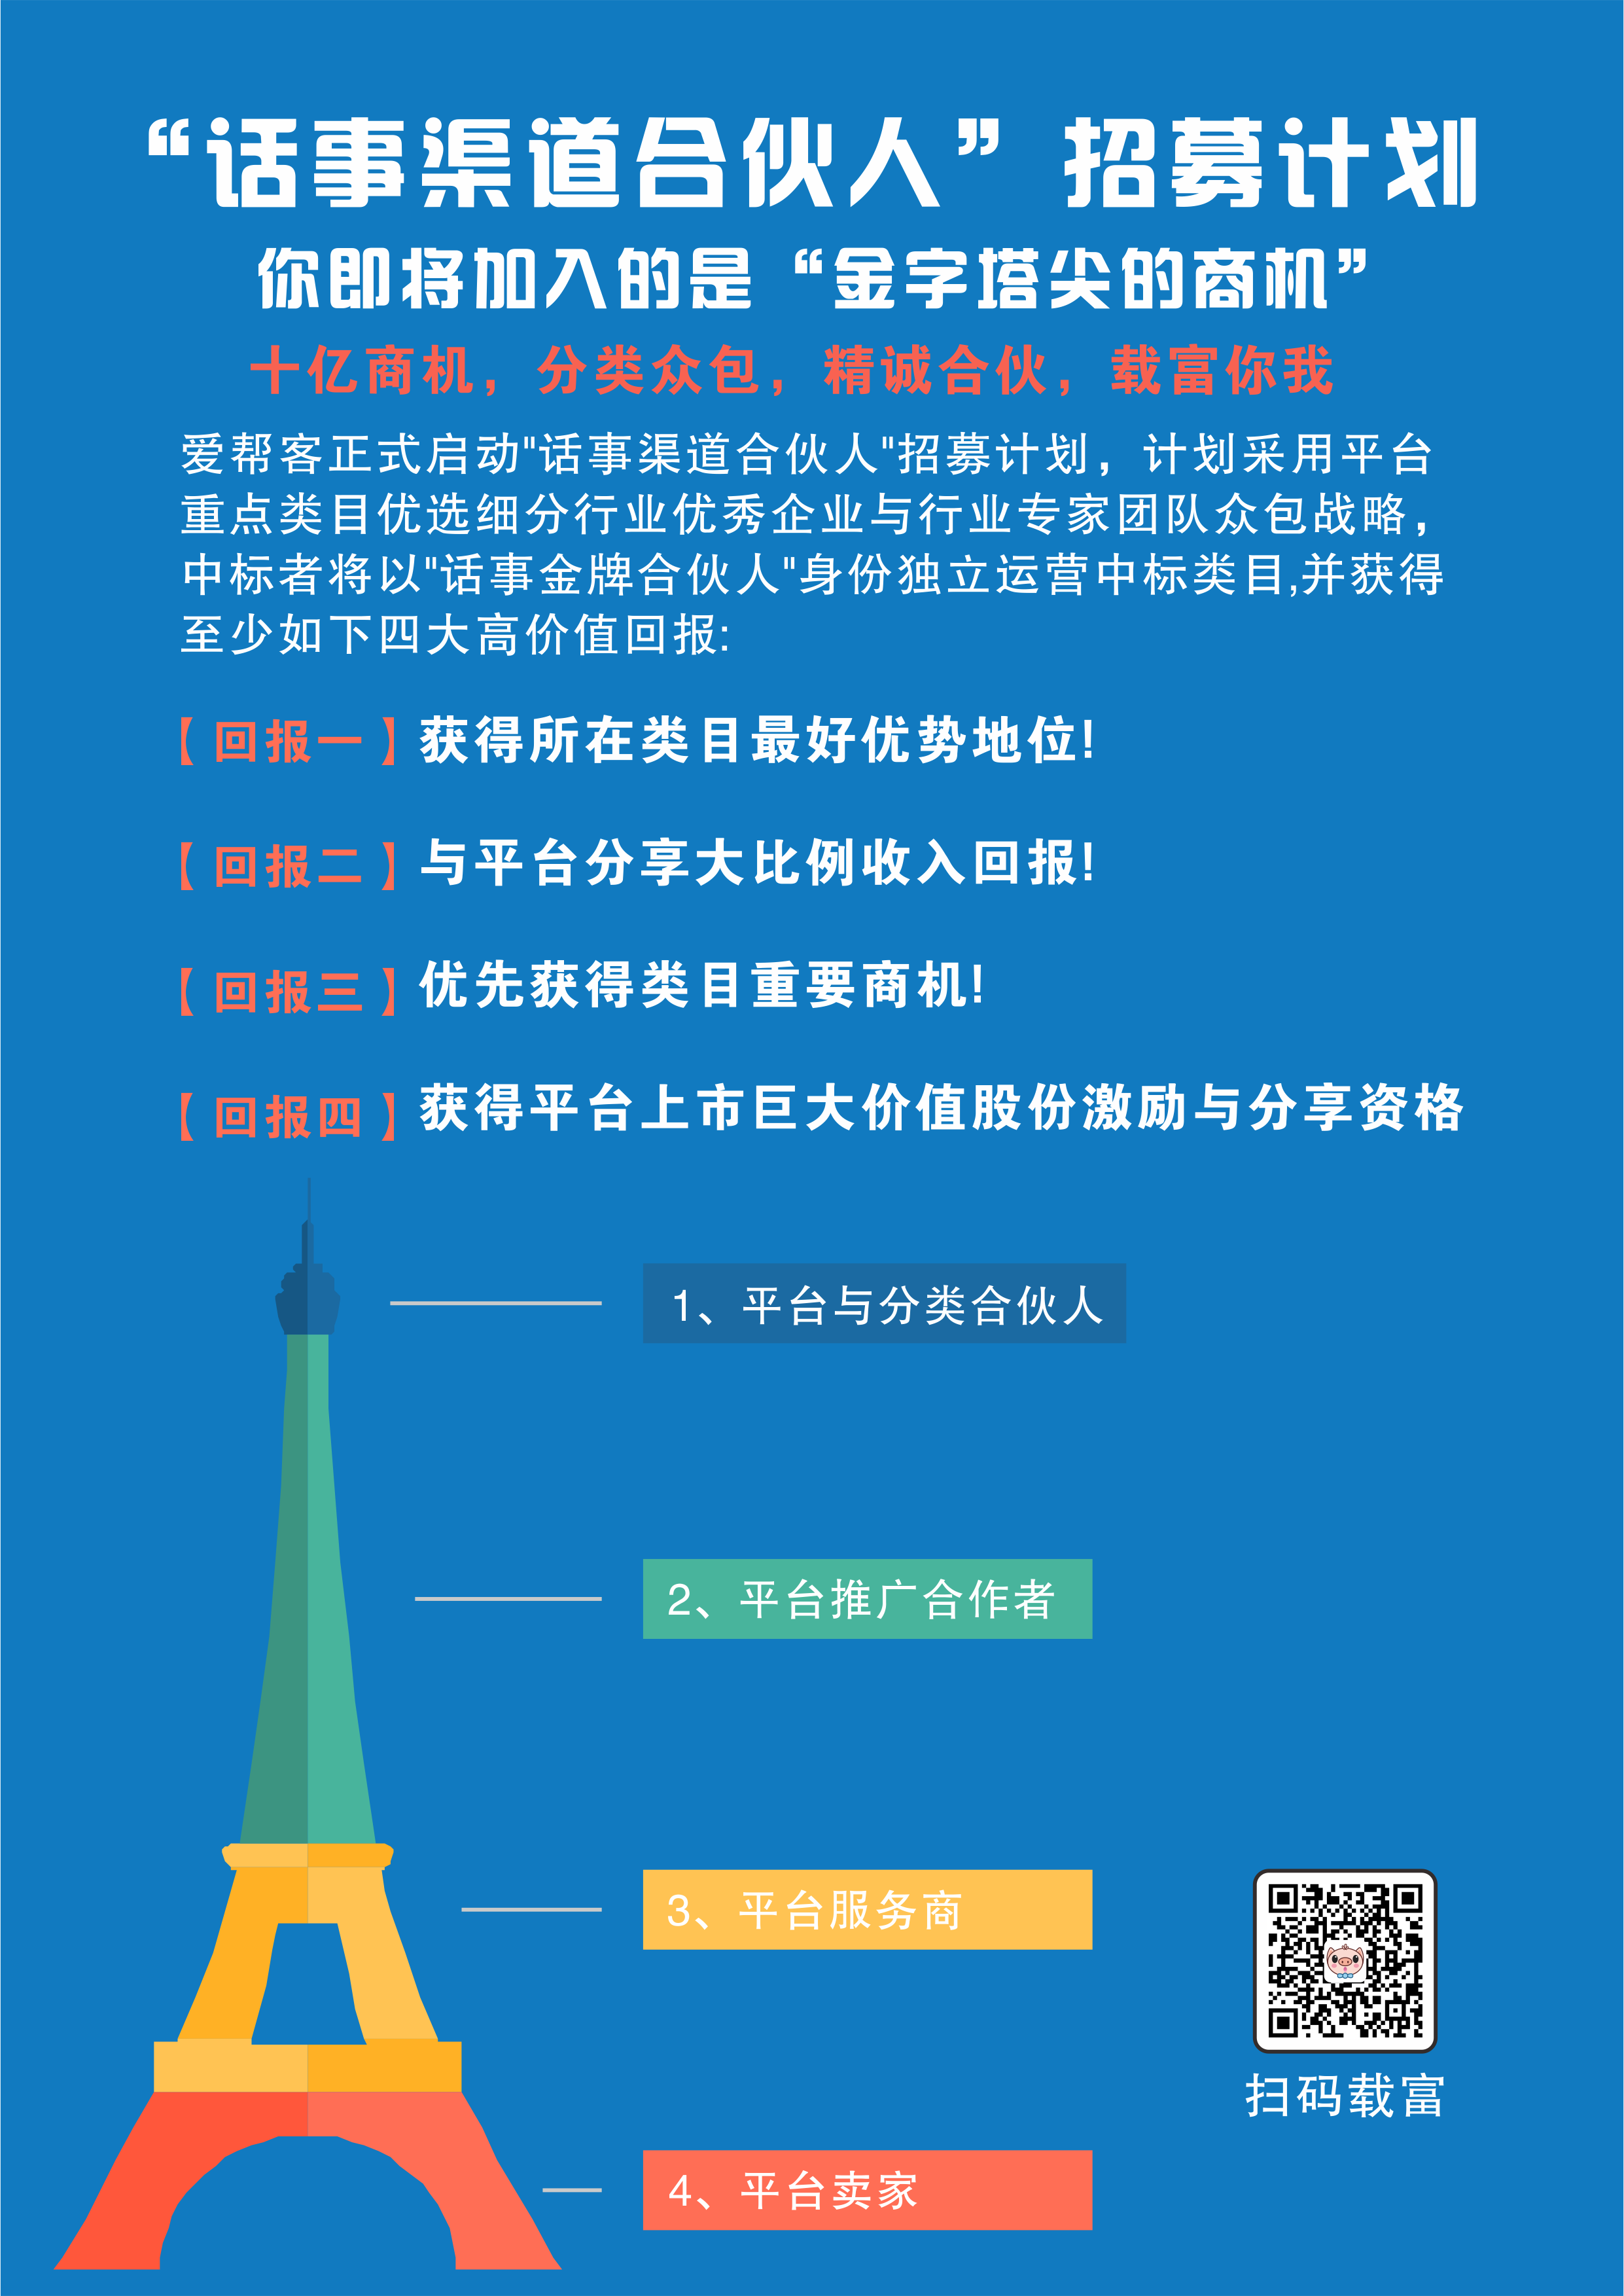 “话事渠道合伙人” 招募计划
你即将加入的是“金字塔尖的商机”
十亿商机，分类众包，精诚合伙，载富你我
爱帮客正式启动"话事渠道合伙人"招募计划，计划采用平台
重点类目优选细分行业优秀企业与行业专家团队众包战略，
中标者将以"话事金牌合伙人"身份独立运营中标类目,并获得
至少如下四大高价值回报:
【回报一】获得所在类目最好优势地位!
【回报二】与平台分享大比例收入回报!
【回报三】优先获得类目重要商机!
【回报四】获得平台上市巨大价值股份激励与分享资格
1、平台与分类合伙人
2、平台推广合作者
3、平台服务商
扫码载富
4、平台卖家